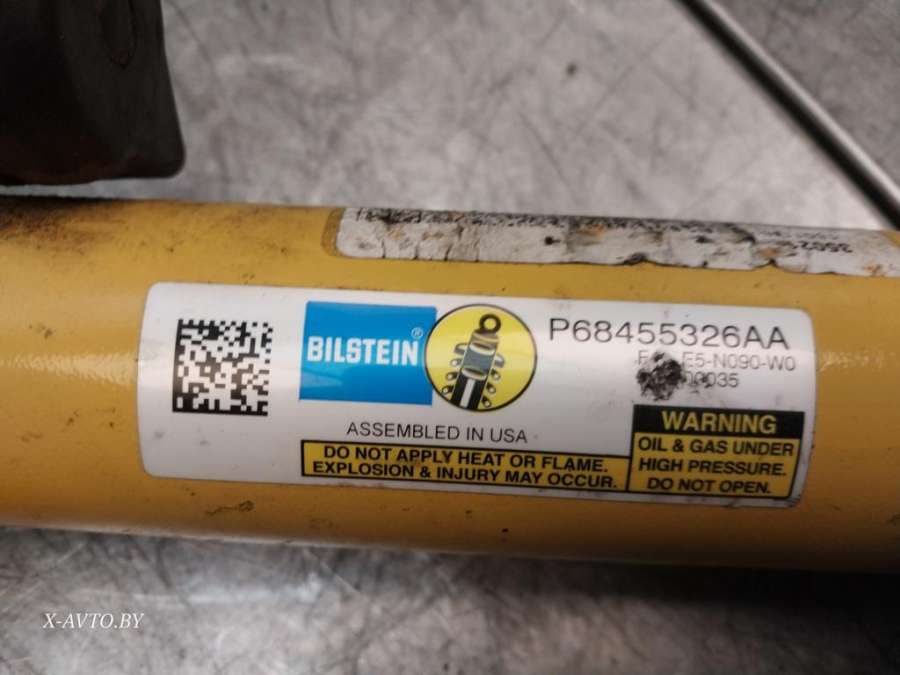 BILSTEIN®
P68455326AA
E5-N090-W0
ASSEMBLED IN USA
DO NOT APPLY HEAT OR FLAME.
EXPLOSION & INJURY MAY OCCUR.
WARNING
OIL & GAS UNDER
HIGH PRESSURE.
DO NOT OPEN.
X-AVTO.BY